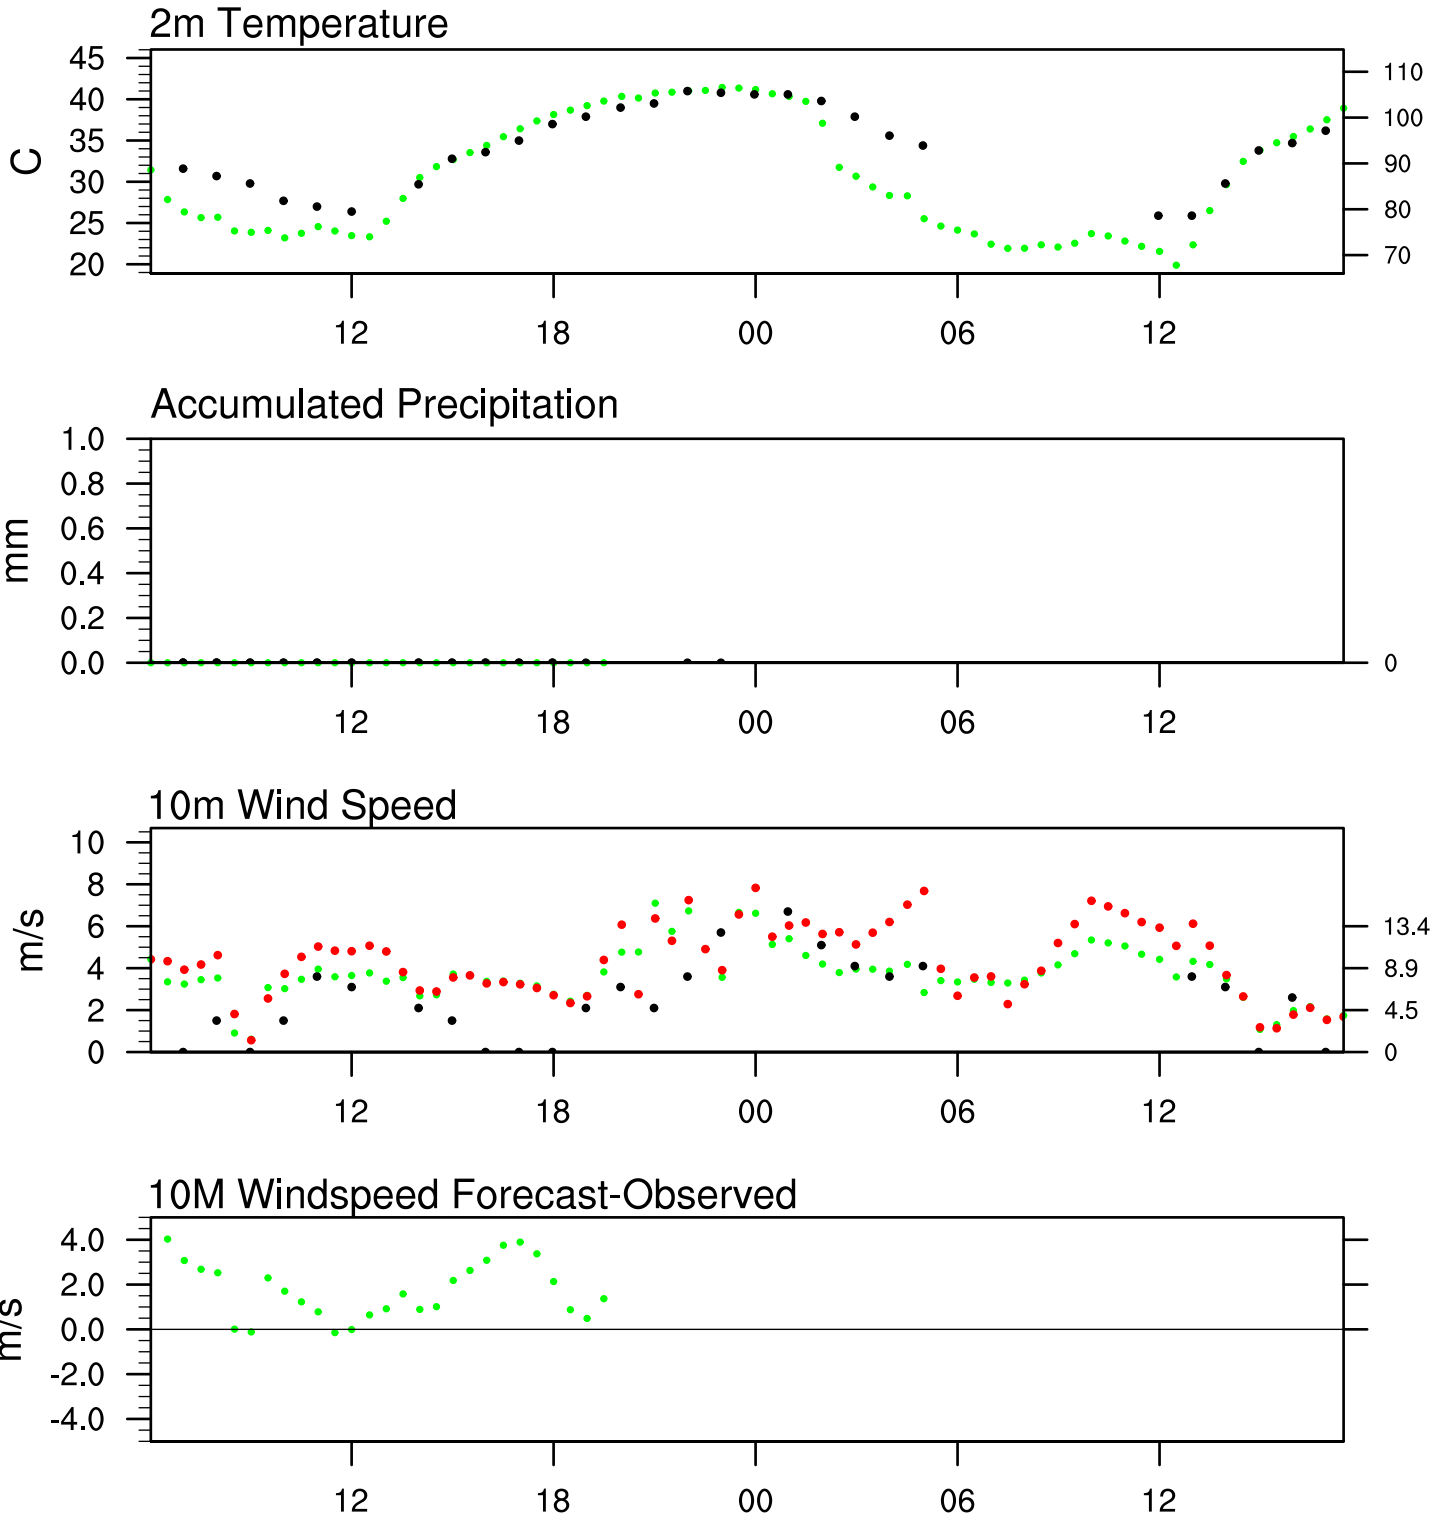 2m Temperature
45
40
35
30
25
20
C
110
100
90
80
70
12 18 00 06 12
Accumulated Precipitation
1.0
0.8
0.6
0.4
0.2
0.0
mm
0
12 18 00 06 12
10m Wind Speed
10
8
6
4
2
0
m/s
13.4
8.9
4.5
0
12 18 00 06 12
10M Windspeed Forecast-Observed
4.0
2.0
0.0
-2.0
-4.0
m/s
12 18 00 06 12